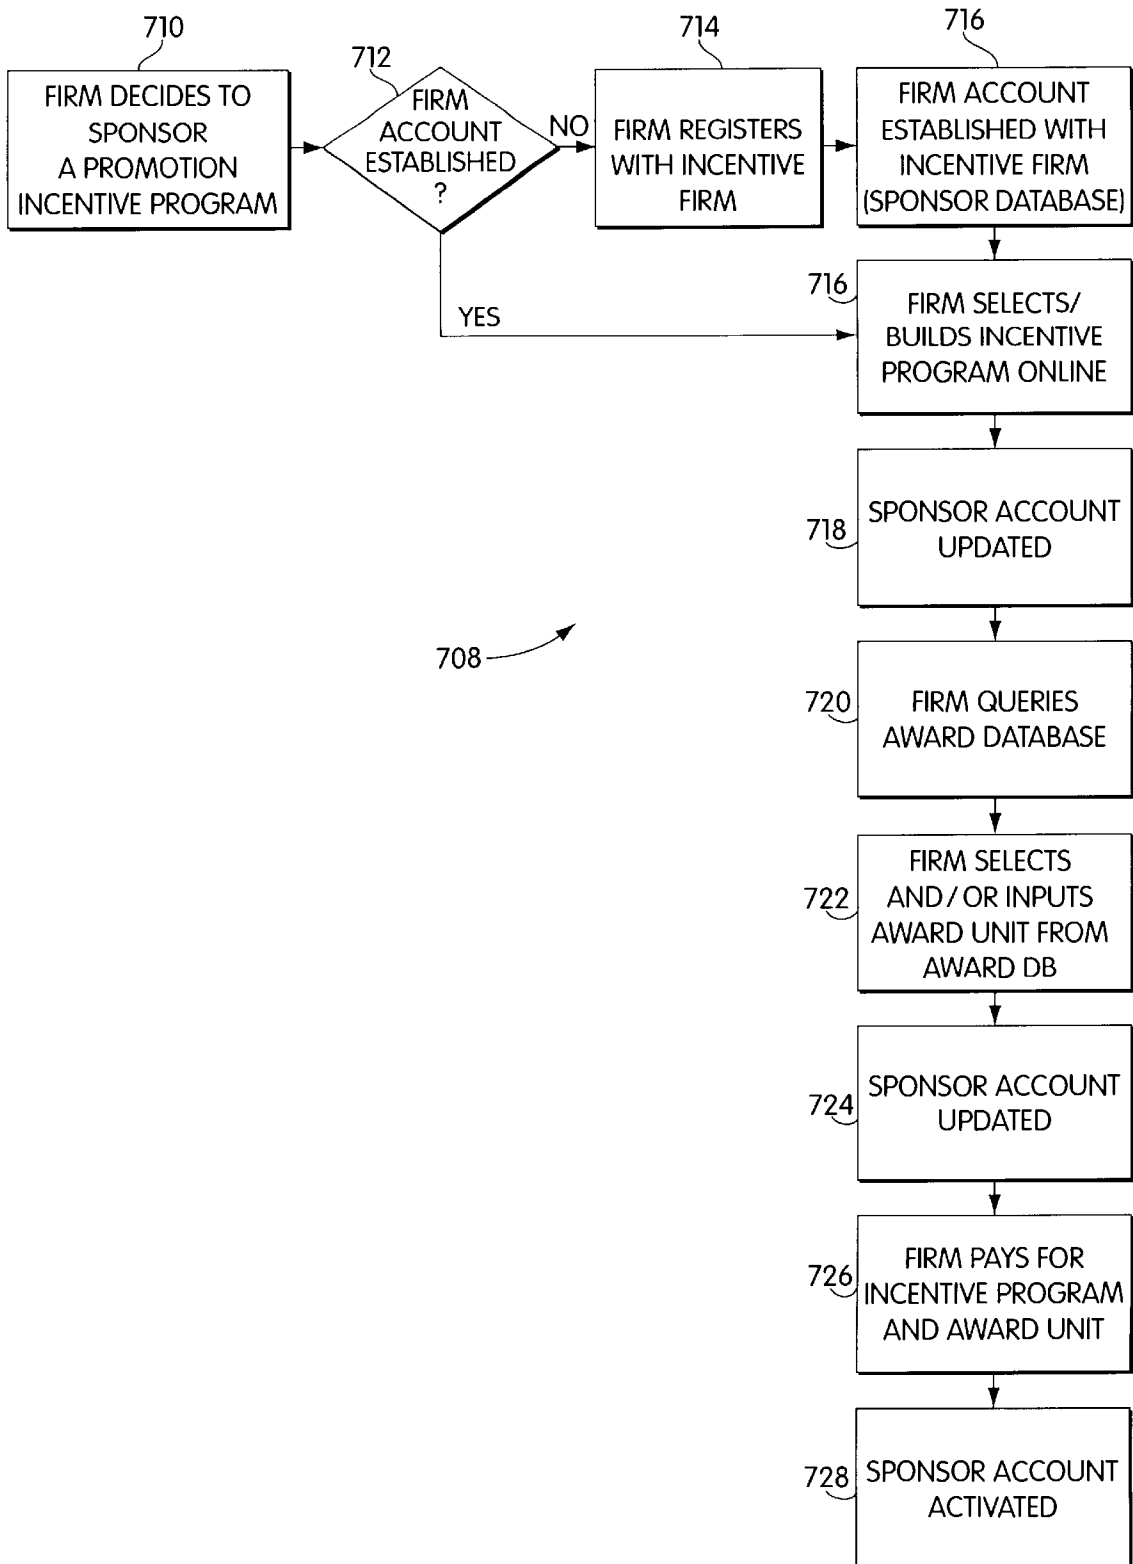 710
FIRM DECIDES TO
SPONSOR
A PROMOTION
INCENTIVE PROGRAM
712
FIRM
ACCOUNT
ESTABLISHED
?
NO
714
FIRM REGISTERS
WITH INCENTIVE
FIRM
716
FIRM ACCOUNT
ESTABLISHED WITH
INCENTIVE FIRM
(SPONSOR DATABASE)
YES
716
FIRM SELECTS/
BUILDS INCENTIVE
PROGRAM ONLINE
718
SPONSOR ACCOUNT
UPDATED
708
720
FIRM QUERIES
AWARD DATABASE
722
FIRM SELECTS
AND/OR INPUTS
AWARD UNIT FROM
AWARD DB
724
SPONSOR ACCOUNT
UPDATED
726
FIRM PAYS FOR
INCENTIVE PROGRAM
AND AWARD UNIT
728
SPONSOR ACCOUNT
ACTIVATED